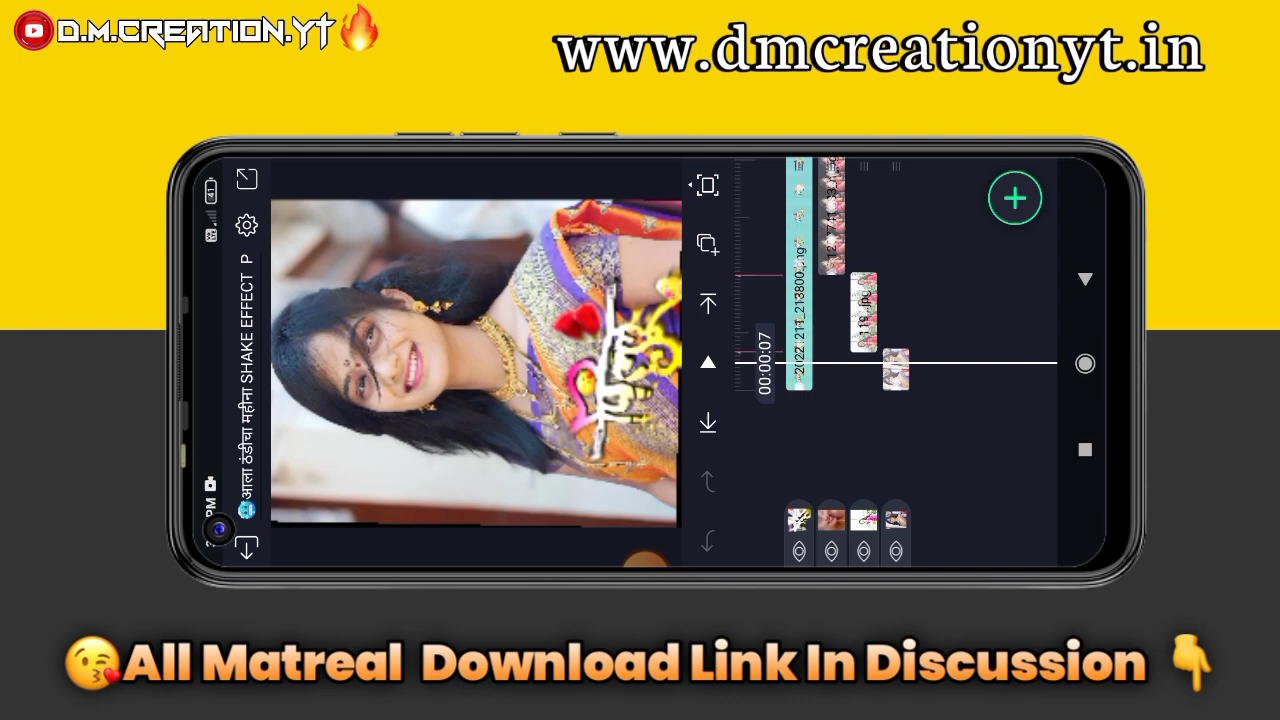 D.M.CREATION.YT
www.dmcreationyt.in
आला ठंडीचा महीना SHAKE EFFECT P
00:00:07
All Matreal Download Link In Discussion